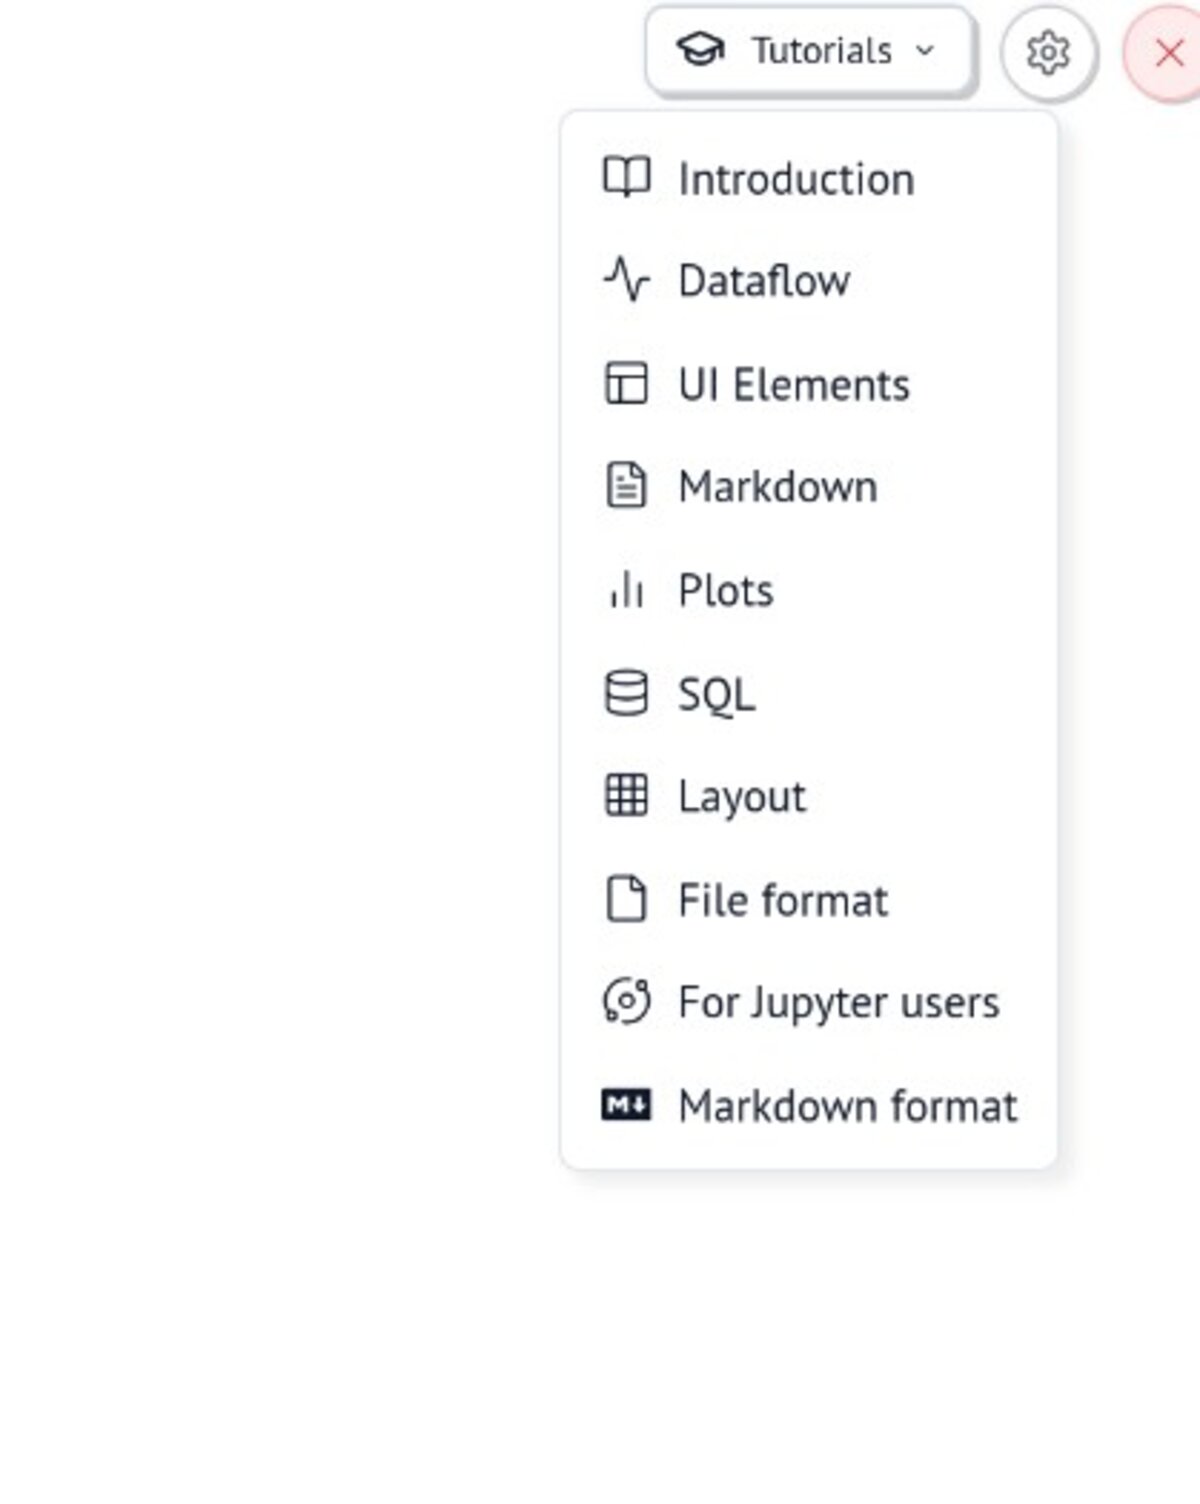 Tutorials
Introduction
Dataflow
UI Elements
Markdown
Plots
SQL
Layout
File format
For Jupyter users
M Markdown format